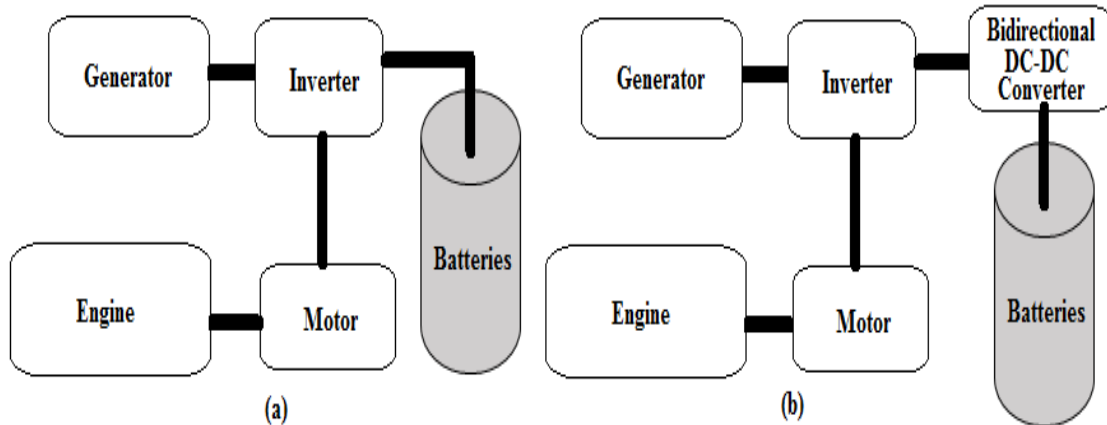 Generator
Inverter
Batteries
Engine
Motor
(a)
Generator
Inverter
Bidirectional
DC-DC
Converter
Batteries
Engine
Motor
(b)